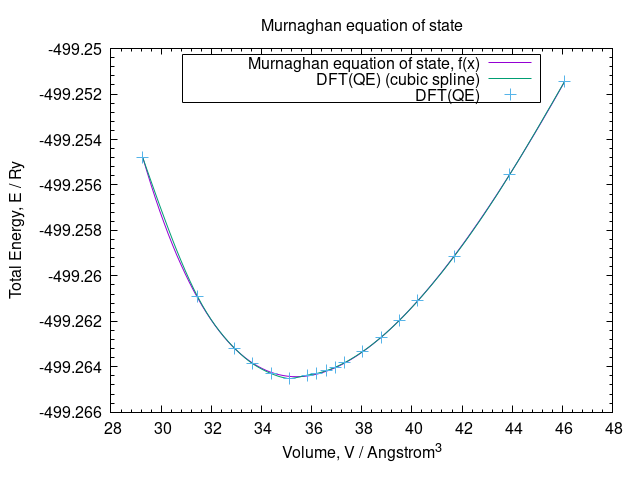 Murnaghan equation of state
-499.25
-499.252
-499.254
-499.256
-499.258
-499.26
-499.262
-499.264
-499.266
Total Energy, E / Ry
Murnaghan equation of state, f(x)
DFT(QE) (cubic spline)
DFT(QE)
28 30 32 34 36 38 40 42 44 46 48
Volume, V / Angstrom³